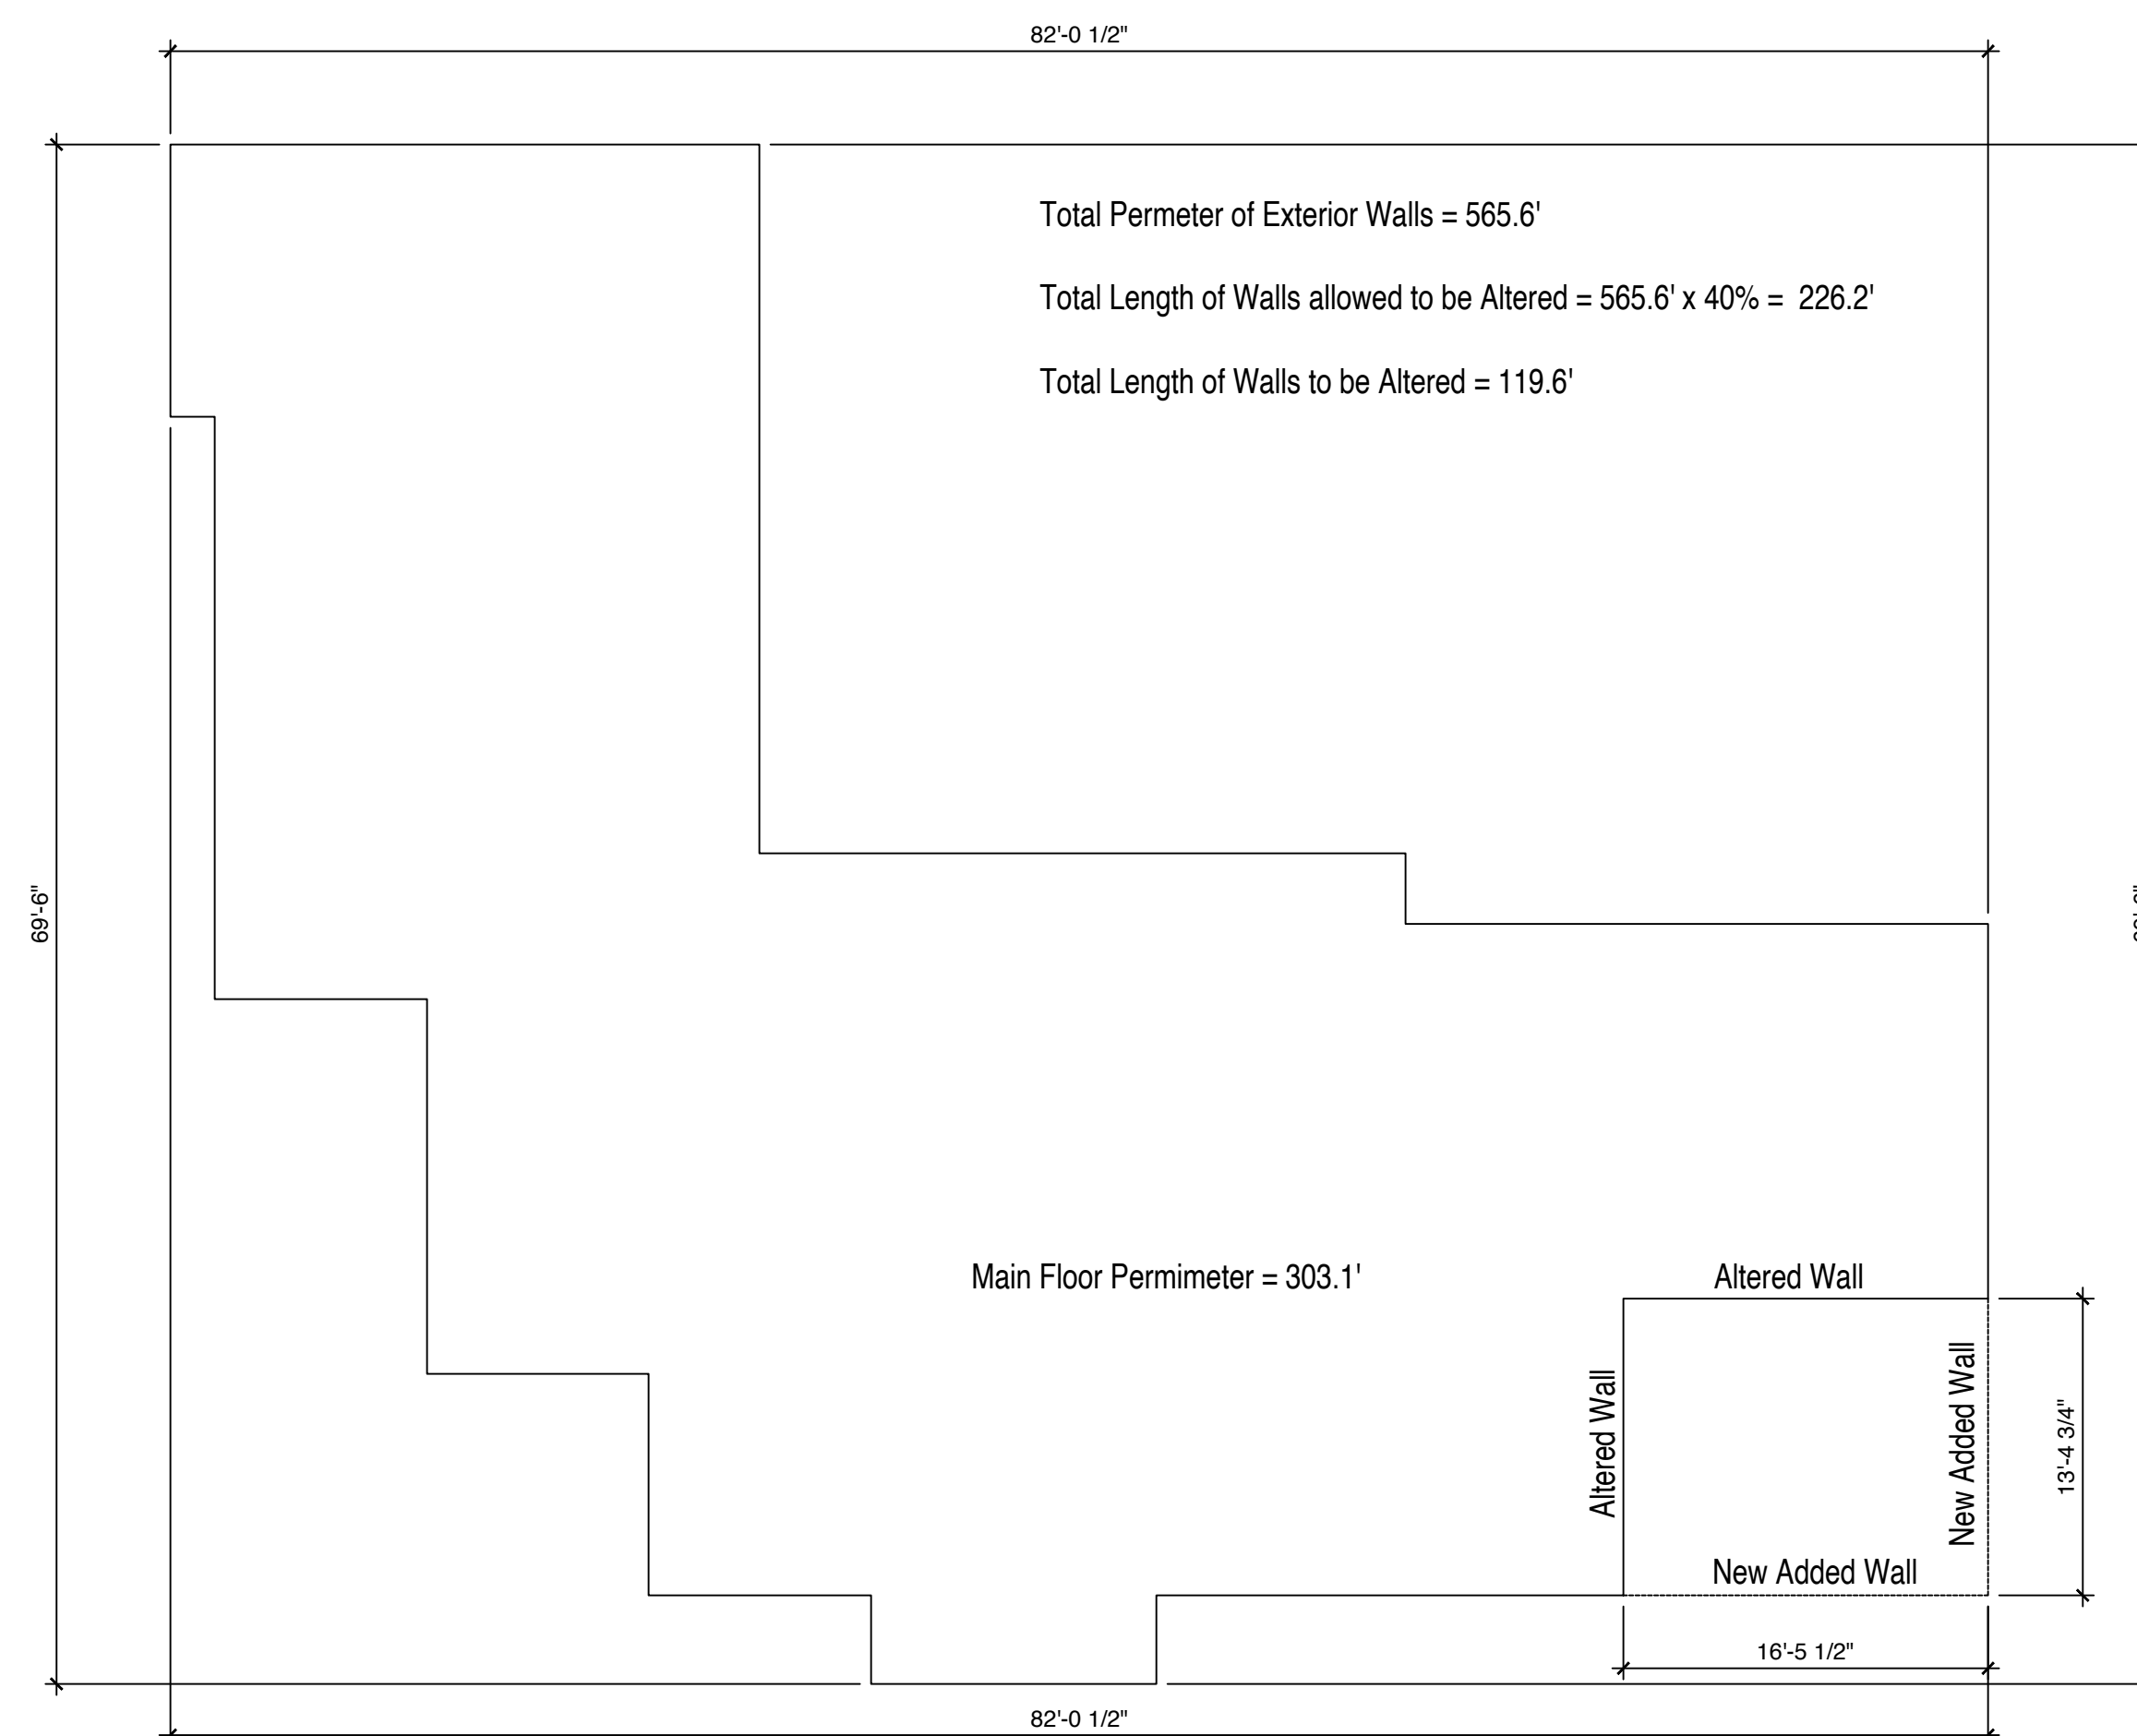 82'-0 1/2"
Total Permeter of Exterior Walls = 565.6'
Total Length of Walls allowed to be Altered = 565.6' x 40% = 226.2'
Total Length of Walls to be Altered = 119.6'
69'-6"
Main Floor Permimeter = 303.1'
Altered Wall
Altered Wall
New Added Wall
13'-4 3/4"
New Added Wall
16'-5 1/2"
82'-0 1/2"